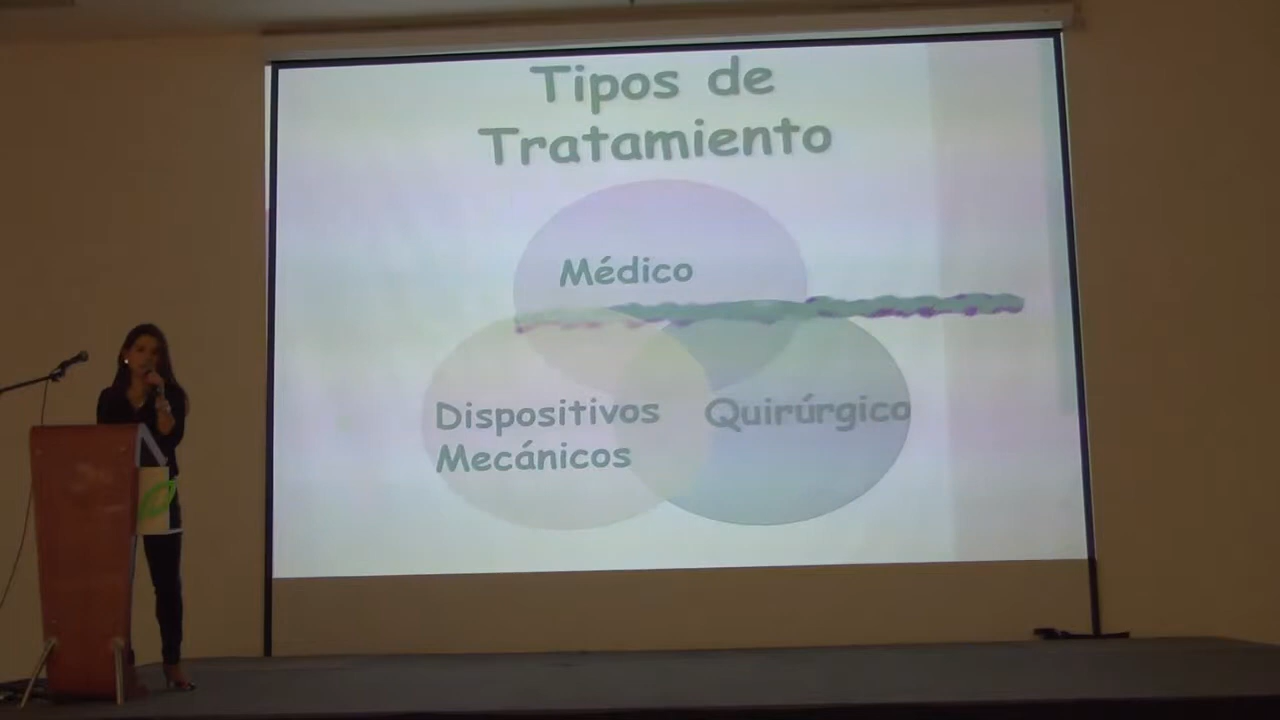 Tipos de
Tratamiento
Médico
Dispositivos
Mecánicos
Quirúrgico